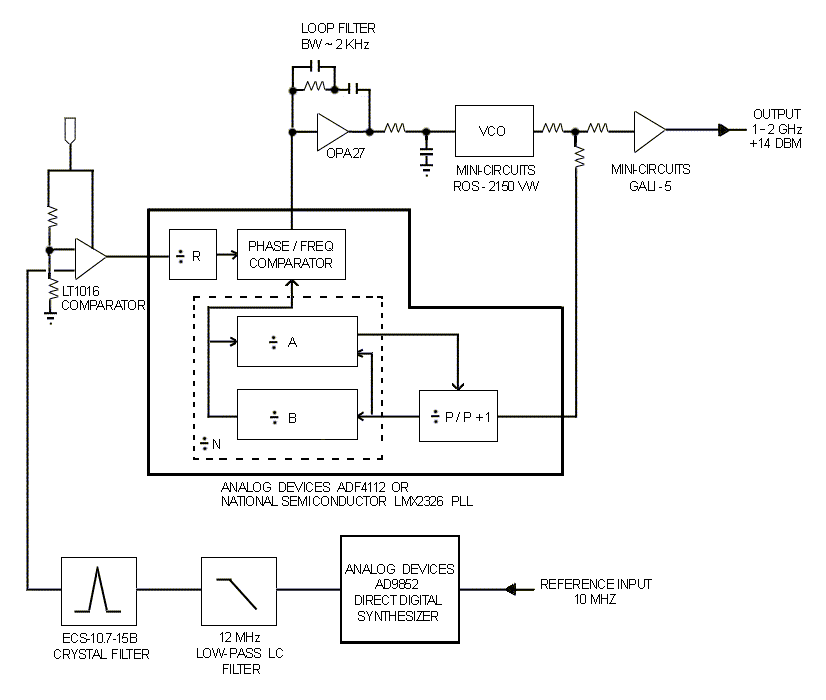 LOOP FILTER
BW ~ 2 KHz
OPA27
VCO
MINI-CIRCUITS
ROS - 2150 VW
MINI-CIRCUITS
GALI - 5
OUTPUT
1 - 2 GHz
+14 DBM
LT1016
COMPARATOR
÷ R
PHASE / FREQ
COMPARATOR
÷ A
÷ B
÷ N
÷ P / P +1
ANALOG DEVICES ADF4112 OR
NATIONAL SEMICONDUCTOR LMX2326 PLL
ECS-10.7-15B
CRYSTAL FILTER
12 MHz
LOW-PASS LC
FILTER
ANALOG DEVICES
AD9852
DIRECT DIGITAL
SYNTHESIZER
REFERENCE INPUT
10 MHZ